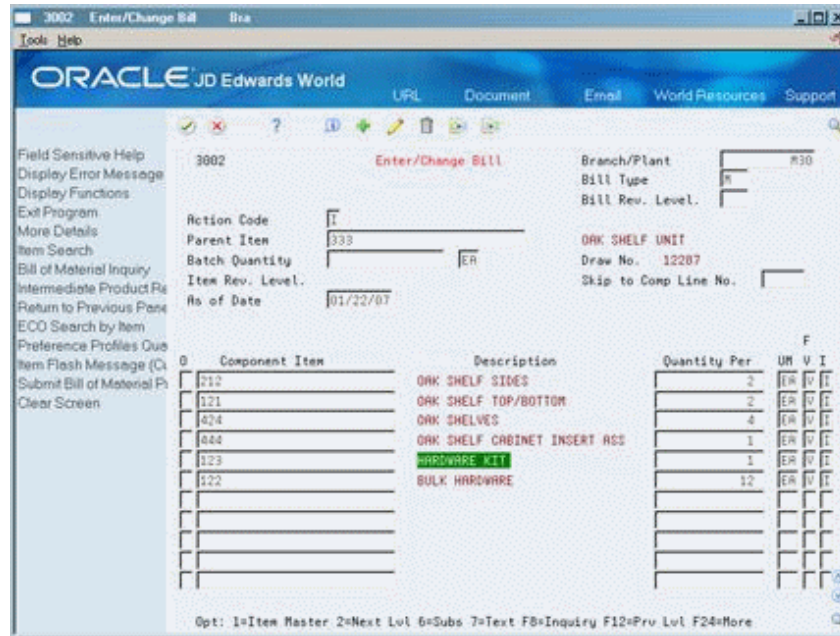 3002 Enter/Change Bill Bra
Tools Help
ORACLE JD Edwards World
URL Document Email World Resources Support
Field Sensitive Help
Display Error Message
Display Functions
Exit Program
More Details
Item Search
Bill of Material Inquiry
Intermediate Product Re
Return to Previous Pane
ECO Search by Item
Preference Profiles Que
Item Flash Message (Cu
Submit Bill of Material Pr
Clear Screen
3002 Enter/Change Bill Branch/Plant M30
Bill Type M
Bill Rev. Level.
Action Code I
Parent Item 333 OAK SHELF UNIT
Batch Quantity EA Draw No. 12207
Item Rev. Level. Skip to Comp Line No.
As of Date 01/22/07
F
O Component Item Description Quantity Per UM V I
212 OAK SHELF SIDES 2 EA V I
121 OAK SHELF TOP/BOTTOM 2 EA V I
424 OAK SHELVES 4 EA V I
444 OAK SHELF CABINET INSERT ASS 1 EA V I
123 HARDWARE KIT 1 EA V I
122 BULK HARDWARE 12 EA V I
Opt: 1=Item Master 2=Next Lvl 6=Subs 7=Text F8=Inquiry F12=Prv Lvl F24=More